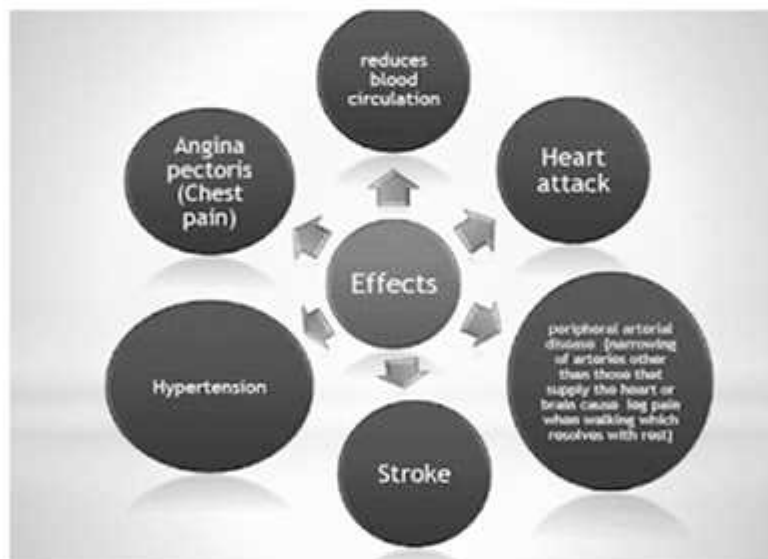 reduces
blood
circulation
Heart
attack
peripheral arterial
disease (narrowing
of arteries other
than those that
supply the heart or
brain cause leg pain
when walking which
resolves with rest)
Stroke
Hypertension
Angina
pectoris
(Chest
pain)
Effects